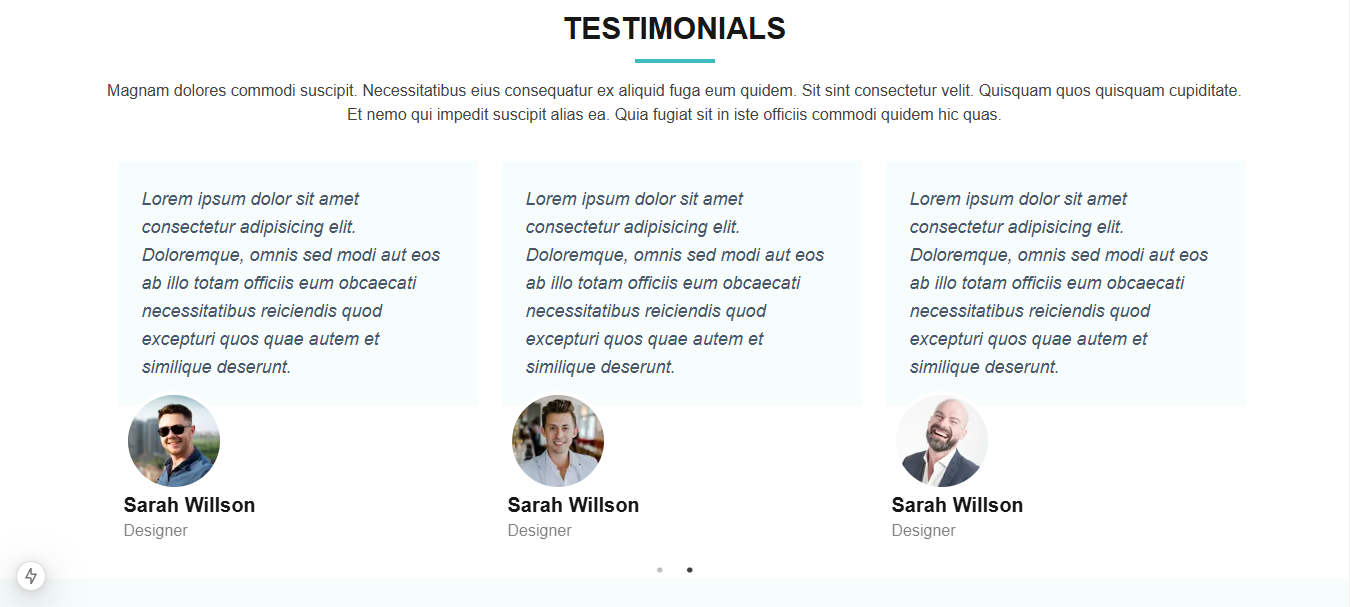 TESTIMONIALS
Magnam dolores commodi suscipit. Necessitatibus eius consequatur ex aliquid fuga eum quidem. Sit sint consectetur velit. Quisquam quos quisquam cupiditate.
Et nemo qui impedit suscipit alias ea. Quia fugiat sit in iste officiis commodi quidem hic quas.
Lorem ipsum dolor sit amet
consectetur adipisicing elit.
Doloremque, omnis sed modi aut eos
ab illo totam officiis eum obcaecati
necessitatibus reiciendis quod
excepturi quos quae autem et
similique deserunt.
Sarah Willson
Designer
Lorem ipsum dolor sit amet
consectetur adipisicing elit.
Doloremque, omnis sed modi aut eos
ab illo totam officiis eum obcaecati
necessitatibus reiciendis quod
excepturi quos quae autem et
similique deserunt.
Sarah Willson
Designer
Lorem ipsum dolor sit amet
consectetur adipisicing elit.
Doloremque, omnis sed modi aut eos
ab illo totam officiis eum obcaecati
necessitatibus reiciendis quod
excepturi quos quae autem et
similique deserunt.
Sarah Willson
Designer